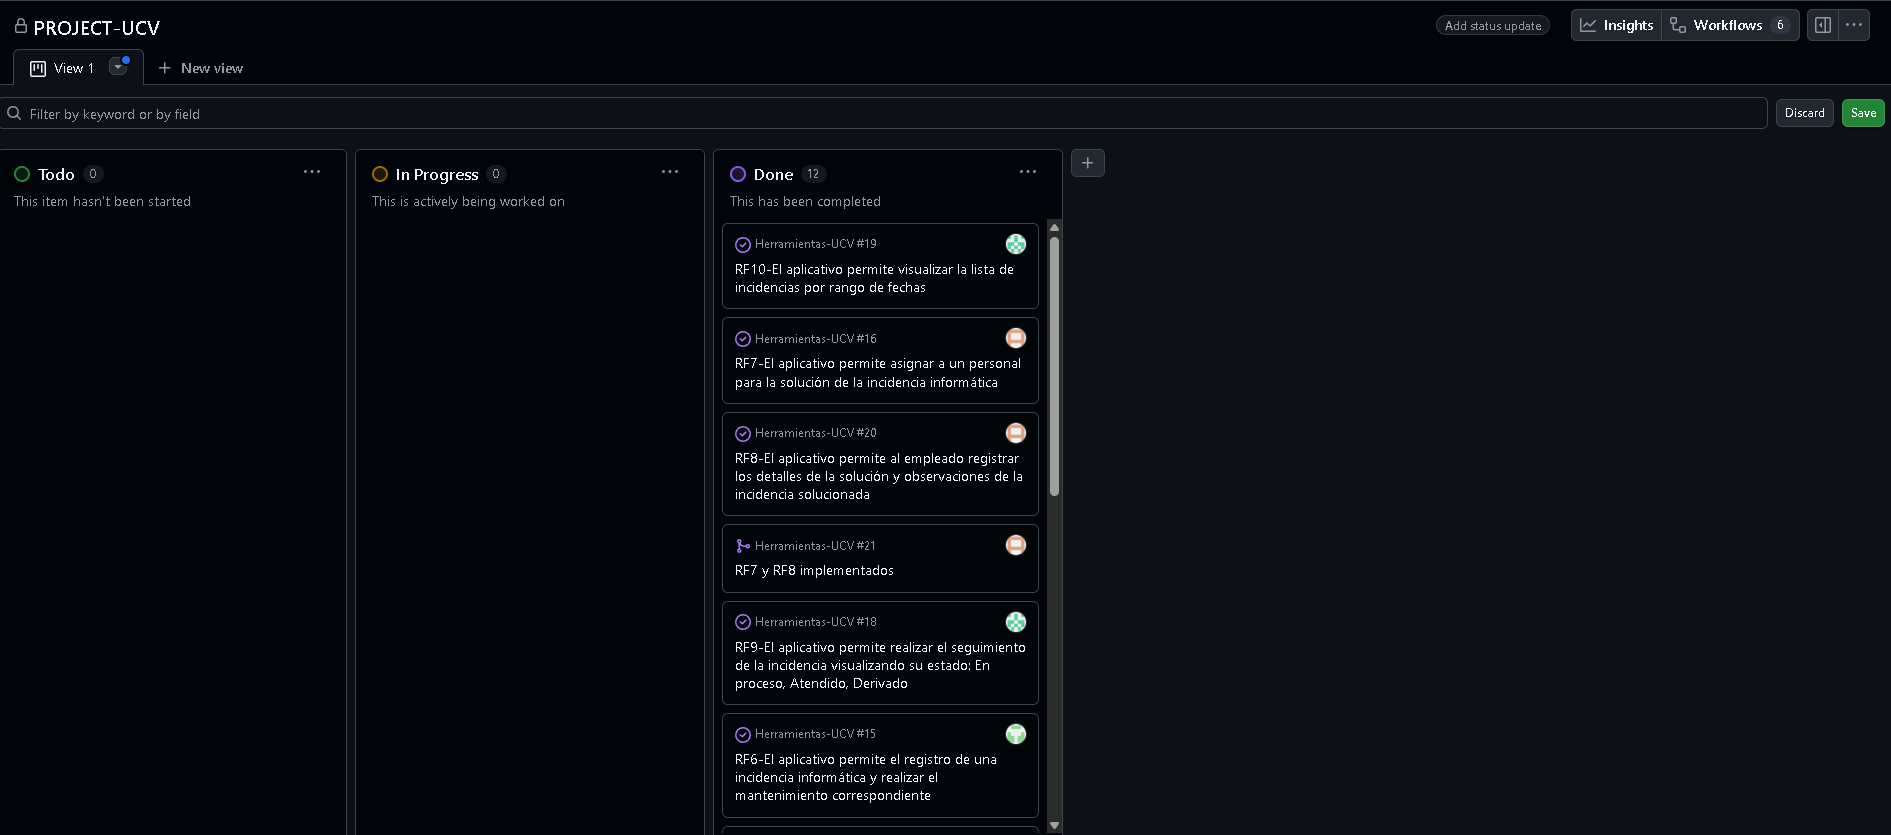 PROJECT-UCV
Add status update
Insights
Workflows 6
View 1
New view
Filter by keyword or by field
Discard
Save
Todo 0
This item hasn't been started
In Progress 0
This is actively being worked on
Done 12
This has been completed
Herramientas-UCV #19
RF10-El aplicativo permite visualizar la lista de
incidencias por rango de fechas
Herramientas-UCV #16
RF7-El aplicativo permite asignar a un personal
para la solución de la incidencia informática
Herramientas-UCV #20
RF8-El aplicativo permite al empleado registrar
los detalles de la solución y observaciones de la
incidencia solucionada
Herramientas-UCV #21
RF7 y RF8 implementados
Herramientas-UCV #18
RF9-El aplicativo permite realizar el seguimiento
de la incidencia visualizando su estado: En
proceso, Atendido, Derivado
Herramientas-UCV #15
RF6-El aplicativo permite el registro de una
incidencia informática y realizar el
mantenimiento correspondiente